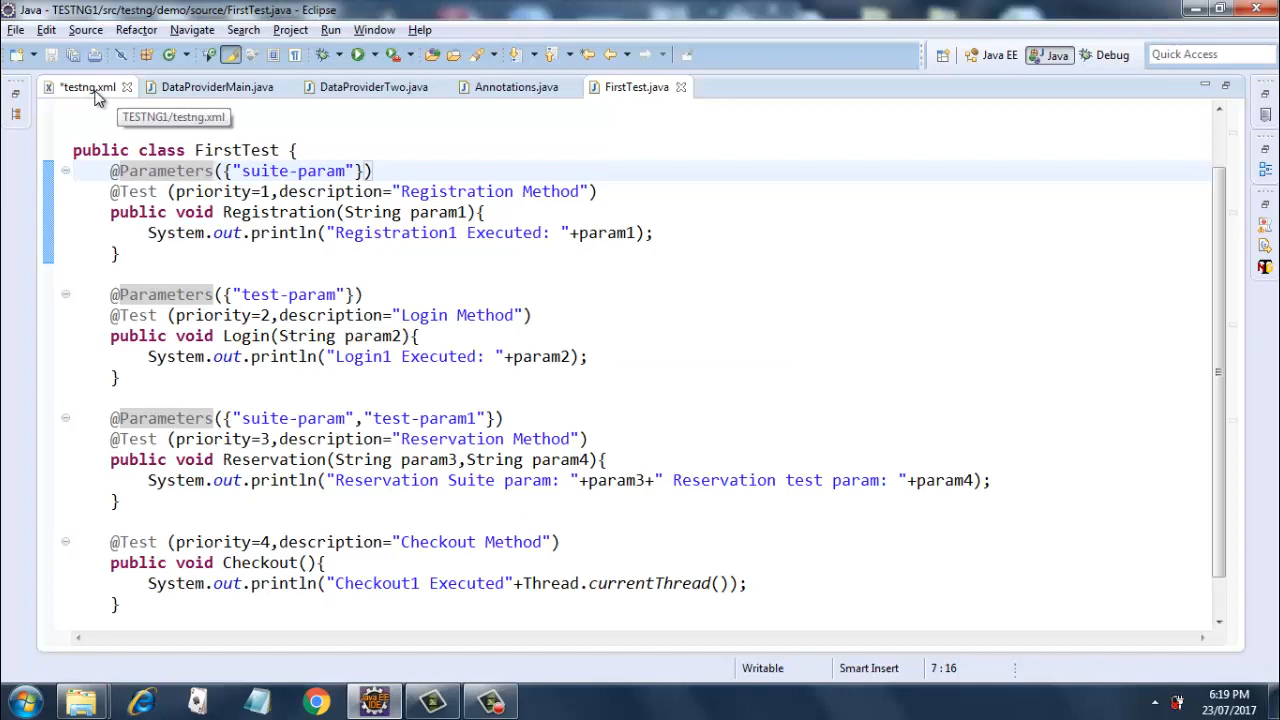 Java - TESTNG1/src/testng/demo/source/FirstTest.java - Eclipse
File Edit Source Refactor Navigate Search Project Run Window Help
Java EE Java Debug Quick Access
*testng.xml DataProviderMain.java DataProviderTwo.java Annotations.java FirstTest.java
TESTNG1/testng.xml
public class FirstTest {
@Parameters({"suite-param"})
@Test (priority=1,description="Registration Method")
public void Registration(String param1){
System.out.println("Registration1 Executed: "+param1);
}
@Parameters({"test-param"})
@Test (priority=2,description="Login Method")
public void Login(String param2){
System.out.println("Login1 Executed: "+param2);
}
@Parameters({"suite-param","test-param1"})
@Test (priority=3,description="Reservation Method")
public void Reservation(String param3,String param4){
System.out.println("Reservation Suite param: "+param3+" Reservation test param: "+param4);
}
@Test (priority=4,description="Checkout Method")
public void Checkout(){
System.out.println("Checkout1 Executed"+Thread.currentThread());
}
Writable Smart Insert 7 : 16
6:19 PM
23/07/2017